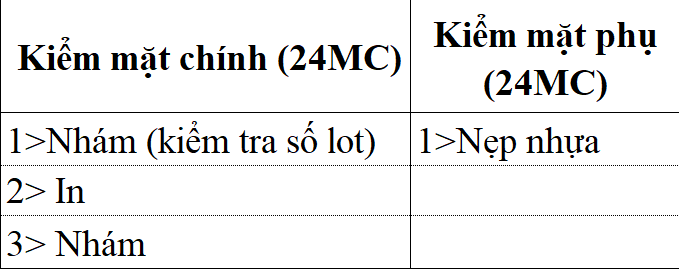 Kiểm mặt chính (24MC)
Kiểm mặt phụ
(24MC)
1>Nhám (kiểm tra số lot)
1>Nẹp nhựa
2> In
3> Nhám